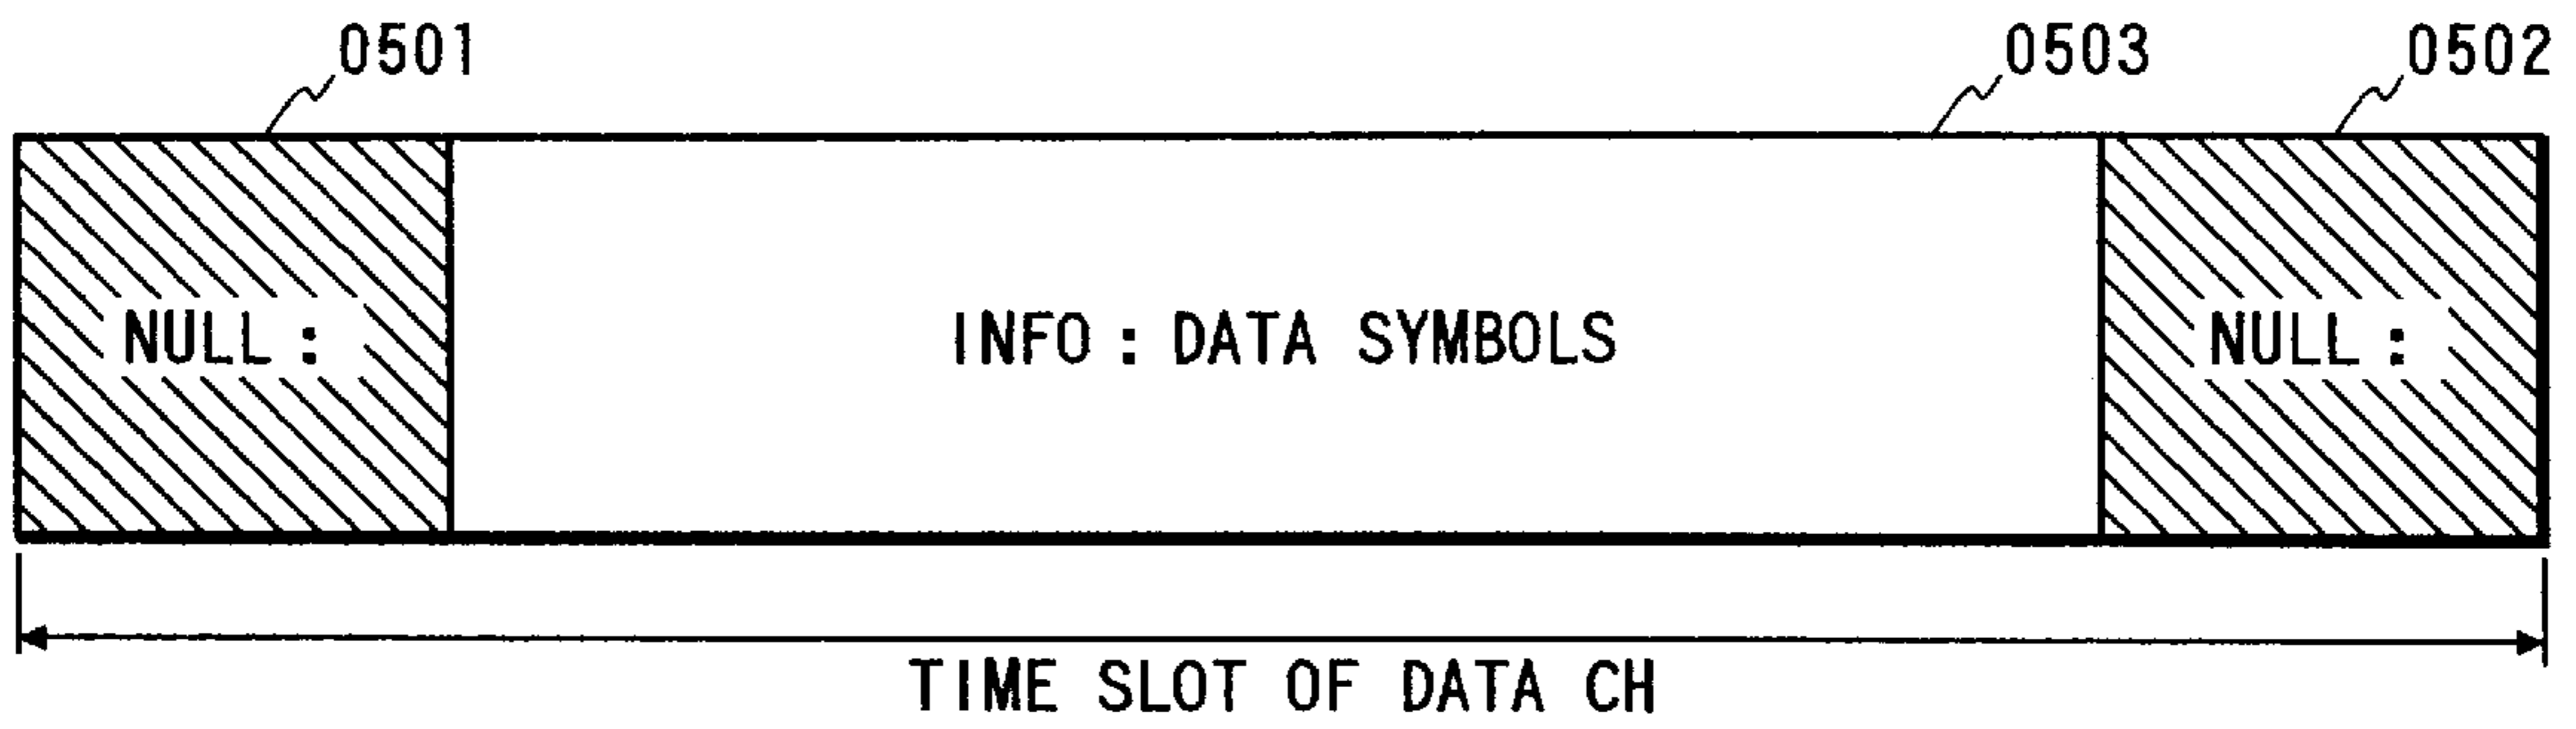 0501 0503 0502
NULL : INFO : DATA SYMBOLS NULL :
TIME SLOT OF DATA CH